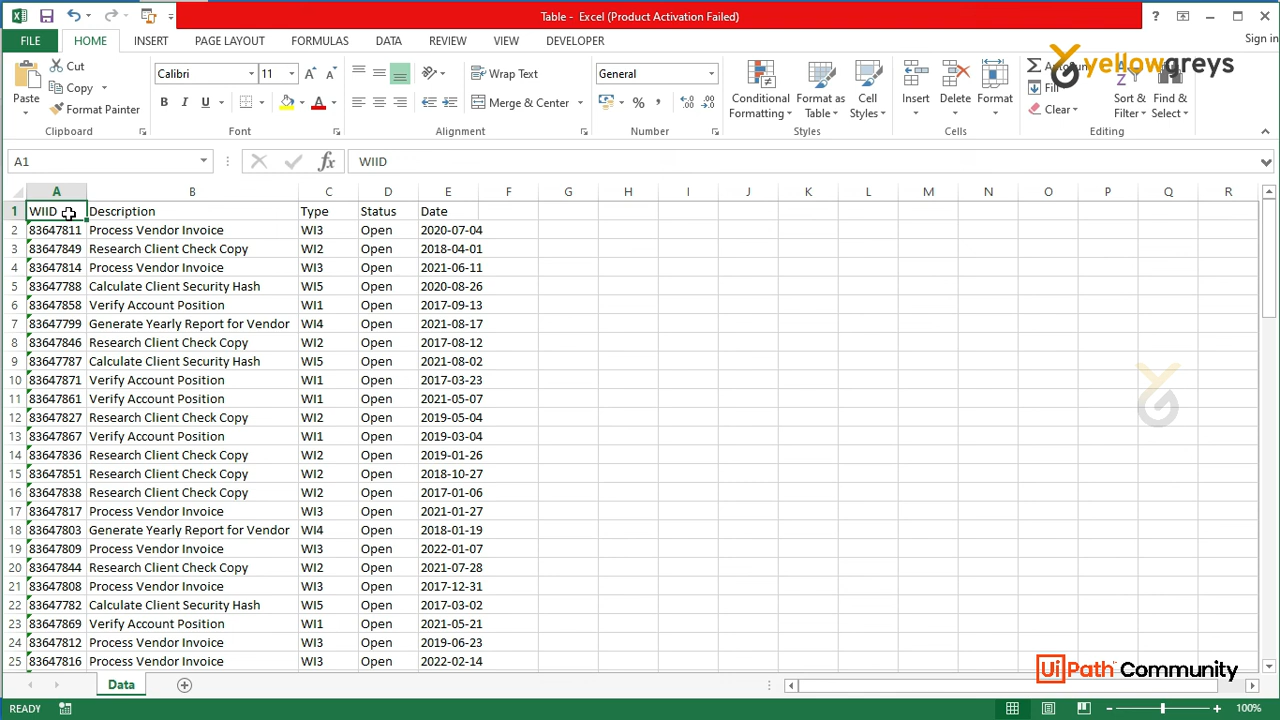 Table - Excel (Product Activation Failed)
FILE HOME INSERT PAGE LAYOUT FORMULAS DATA REVIEW VIEW DEVELOPER Sign in
yellowgreys
Paste
Cut
Copy
Format Painter
Clipboard
Calibri 11
B I U
Font
Wrap Text
Merge & Center
Alignment
General
%
Number
Conditional Formatting
Format as Table
Cell Styles
Styles
Insert
Delete
Format
Cells
Fill
Clear
Sort & Filter
Find & Select
Editing
A1 fx WIID
A B C D E F G H I J K L M N O P Q R
1 WIID Description Type Status Date
2 83647811 Process Vendor Invoice WI3 Open 2020-07-04
3 83647849 Research Client Check Copy WI2 Open 2018-04-01
4 83647814 Process Vendor Invoice WI3 Open 2021-06-11
5 83647788 Calculate Client Security Hash WI5 Open 2020-08-26
6 83647858 Verify Account Position WI1 Open 2017-09-13
7 83647799 Generate Yearly Report for Vendor WI4 Open 2021-08-17
8 83647846 Research Client Check Copy WI2 Open 2017-08-12
9 83647787 Calculate Client Security Hash WI5 Open 2021-08-02
10 83647871 Verify Account Position WI1 Open 2017-03-23
11 83647861 Verify Account Position WI1 Open 2021-05-07
12 83647827 Research Client Check Copy WI2 Open 2019-05-04
13 83647867 Verify Account Position WI1 Open 2019-03-04
14 83647836 Research Client Check Copy WI2 Open 2019-01-26
15 83647851 Research Client Check Copy WI2 Open 2018-10-27
16 83647838 Research Client Check Copy WI2 Open 2017-01-06
17 83647817 Process Vendor Invoice WI3 Open 2021-01-27
18 83647803 Generate Yearly Report for Vendor WI4 Open 2018-01-19
19 83647809 Process Vendor Invoice WI3 Open 2022-01-07
20 83647844 Research Client Check Copy WI2 Open 2021-07-28
21 83647808 Process Vendor Invoice WI3 Open 2017-12-31
22 83647782 Calculate Client Security Hash WI5 Open 2017-03-02
23 83647869 Verify Account Position WI1 Open 2021-05-21
24 83647812 Process Vendor Invoice WI3 Open 2019-06-23
25 83647816 Process Vendor Invoice WI3 Open 2022-02-14
UiPath Community
Data
READY 100%